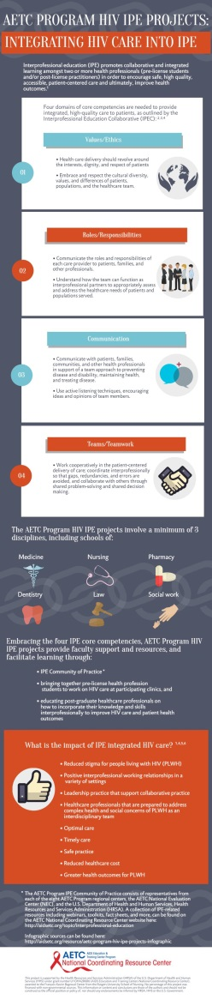 AETC PROGRAM HIV IPE PROJECTS:
INTEGRATING HIV CARE INTO IPE
Interprofessional education (IPE) promotes collaborative and integrated
learning amongst two or more health professionals (pre-license students
and/or post-license practitioners) in order to encourage safe, high quality,
accessible, patient-centered care and ultimately, improve health
outcomes.¹
Four domains of core competencies are needed to provide
integrated, high-quality care to patients, as outlined by the
Interprofessional Education Collaborative (IPEC):
Values/Ethics
01
• Health care delivery should revolve around
the interests, dignity, and respect of patients
• Embrace and respect the cultural diversity,
values, and differences of patients,
populations, and the healthcare team.
Roles/Responsibilities
02
• Communicate the roles and responsibilities of
each care provider to patients, families, and
other professionals.
• Understand how the team can function as
interprofessional partners to appropriately assess
and address the healthcare needs of patients and
populations served.
Communication
03
• Communicate with patients, families,
communities, and other health professionals
in support of a team approach to preventing
disease and disability, maintaining health,
and treating disease.
• Use active listening techniques, encouraging
ideas and opinions of team members.
Teams/Teamwork
04
• Work cooperatively in the patient-centered
delivery of care: coordinate interprofessionally
so that gaps, redundancies, and errors are
avoided, and collaborate with others through
shared problem-solving and shared decision
making.
The AETC Program HIV IPE projects involve a minimum of 3
disciplines, including schools of:
Medicine
Nursing
Pharmacy
Dentistry
Law
Social work
Embracing the four IPE core competencies, AETC Program HIV
IPE projects provide faculty support and resources, and
facilitate learning through:
• IPE Community of Practice*
• bringing together pre-license health profession
students to work on HIV care at participating clinics, and
• educating post-graduate healthcare professionals on
how to incorporate their knowledge and skills
interprofessionally to improve HIV care and patient health
outcomes
What is the impact of IPE integrated HIV care?
• Reduced stigma for people living with HIV (PLWH)
• Positive interprofessional working relationships in a
variety of settings
• Leadership practice that support collaborative practice
• Healthcare professionals that are prepared to address
complex health and social concerns of PLWH as an
interdisciplinary team
• Optimal care
• Timely care
• Safe practice
• Reduced healthcare cost
• Greater health outcomes for PLWH
* The AETC Program IPE Community of Practice consists of representatives from
each of the eight AETC Program regional centers, the AETC National Evaluation
Center (NEC), and the U.S. Department of Health and Human Services, Health
Resources and Services Administration (HRSA). A collection of IPE-related
resources including webinars, toolkits, fact sheets, and more, can be found on
the AETC National Coordinating Resource Center website here:
http://aidsetc.org/topic/interprofessional-education
Infographic sources can be found here:
http://aidsetc.org/resource/aetc-program-hiv-ipe-projects-infographic
AETC AIDS Education &
Training Center Program
National Coordinating Resource Center